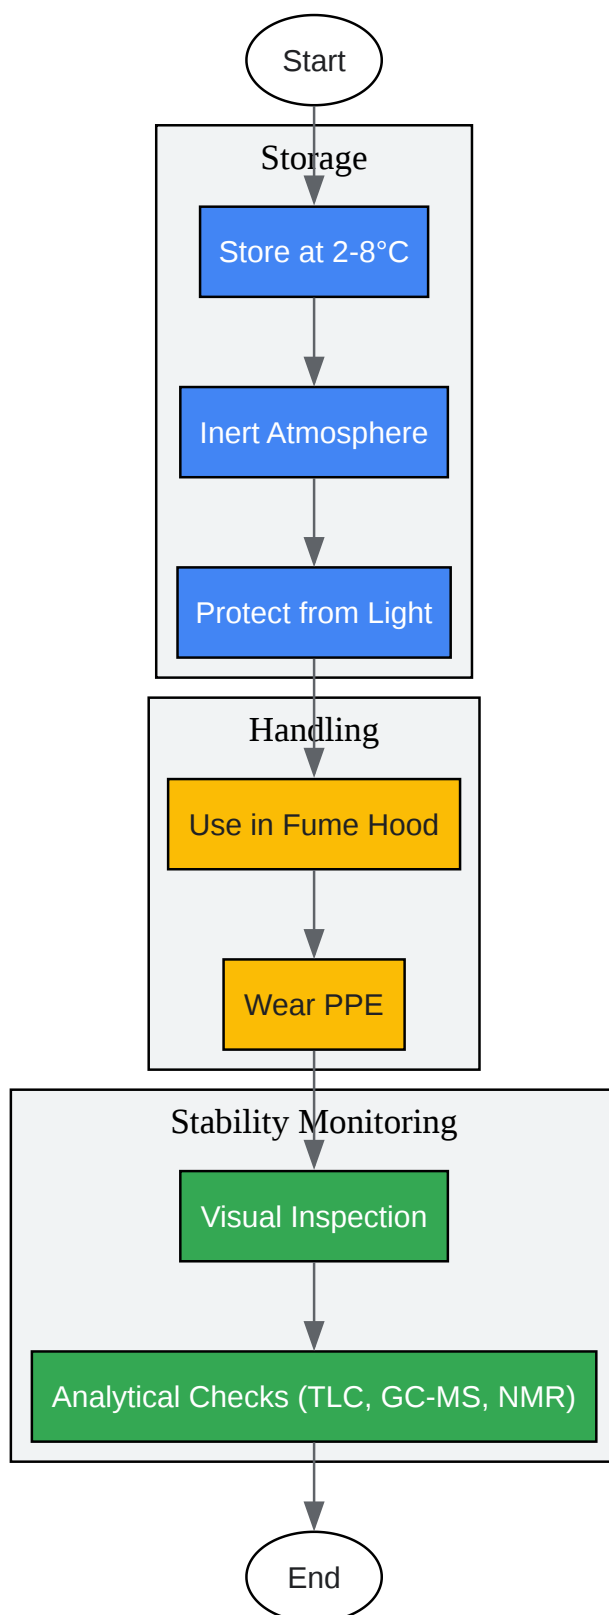 Start
Storage
Store at 2-8°C
Inert Atmosphere
Protect from Light
Handling
Use in Fume Hood
Wear PPE
Stability Monitoring
Visual Inspection
Analytical Checks (TLC, GC-MS, NMR)
End